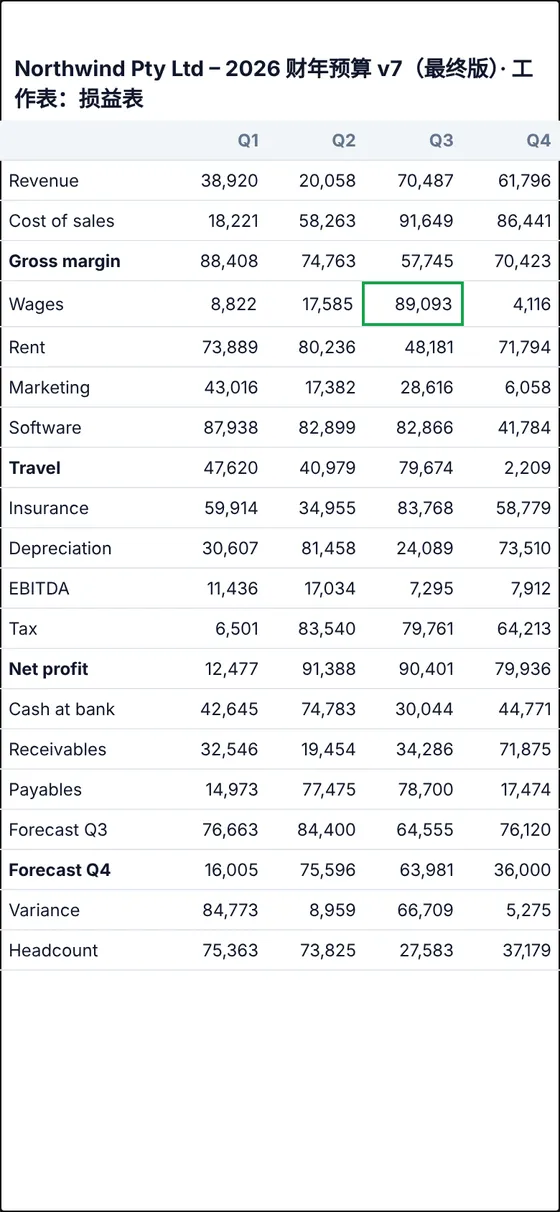 Northwind Pty Ltd – 2026 财年预算 v7（最终版）· 工
作表：损益表
Q1 Q2 Q3 Q4
Revenue 38,920 20,058 70,487 61,796
Cost of sales 18,221 58,263 91,649 86,441
Gross margin 88,408 74,763 57,745 70,423
Wages 8,822 17,585 89,093 4,116
Rent 73,889 80,236 48,181 71,794
Marketing 43,016 17,382 28,616 6,058
Software 87,938 82,899 82,866 41,784
Travel 47,620 40,979 79,674 2,209
Insurance 59,914 34,955 83,768 58,779
Depreciation 30,607 81,458 24,089 73,510
EBITDA 11,436 17,034 7,295 7,912
Tax 6,501 83,540 79,761 64,213
Net profit 12,477 91,388 90,401 79,936
Cash at bank 42,645 74,783 30,044 44,771
Receivables 32,546 19,454 34,286 71,875
Payables 14,973 77,475 78,700 17,474
Forecast Q3 76,663 84,400 64,555 76,120
Forecast Q4 16,005 75,596 63,981 36,000
Variance 84,773 8,959 66,709 5,275
Headcount 75,363 73,825 27,583 37,179